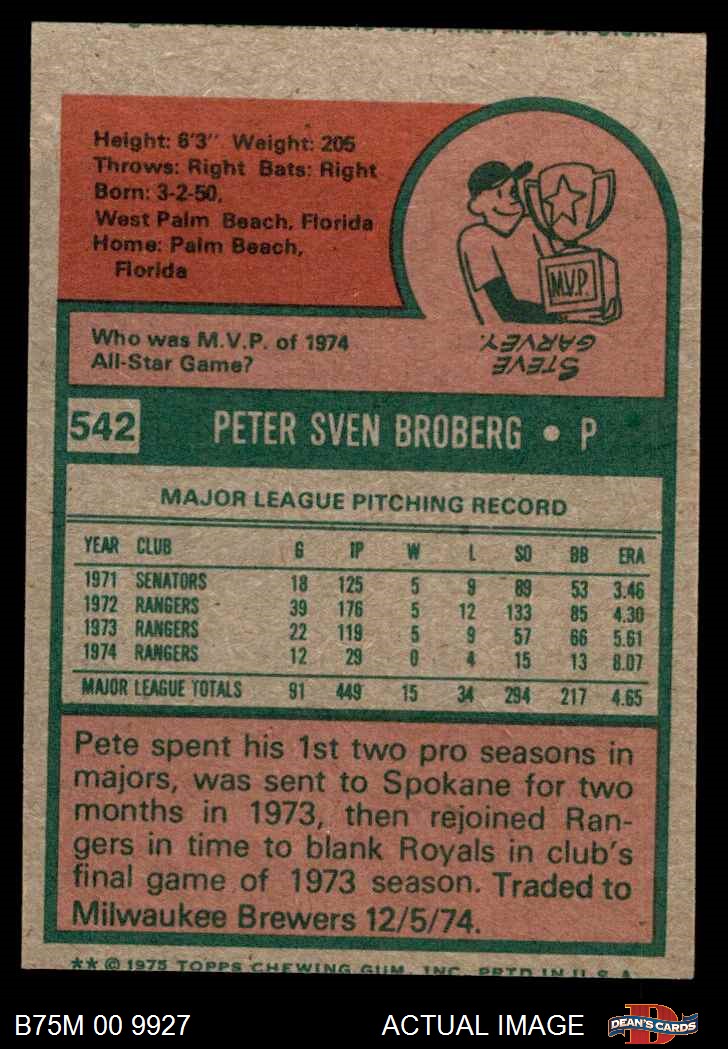 Height: 6'3" Weight: 205
Throws: Right Bats: Right
Born: 3-2-50,
West Palm Beach, Florida
Home: Palm Beach,
Florida
M.V.P.
Who was M.V.P. of 1974
All-Star Game?
STEVE
GARVEY.
542 PETER SVEN BROBERG • P
MAJOR LEAGUE PITCHING RECORD
YEAR CLUB G IP W L SO BB ERA
1971 SENATORS 18 125 5 9 89 53 3.46
1972 RANGERS 39 176 5 12 133 85 4.30
1973 RANGERS 22 119 5 9 57 66 5.61
1974 RANGERS 12 29 0 4 15 13 8.07
MAJOR LEAGUE TOTALS 91 449 15 34 294 217 4.65
Pete spent his 1st two pro seasons in
majors, was sent to Spokane for two
months in 1973, then rejoined Ran-
gers in time to blank Royals in club's
final game of 1973 season. Traded to
Milwaukee Brewers 12/5/74.
** © 1975 TOPPS CHEWING GUM, INC. PRTD IN U.S.A.
B75M 00 9927 ACTUAL IMAGE DEAN'S CARDS